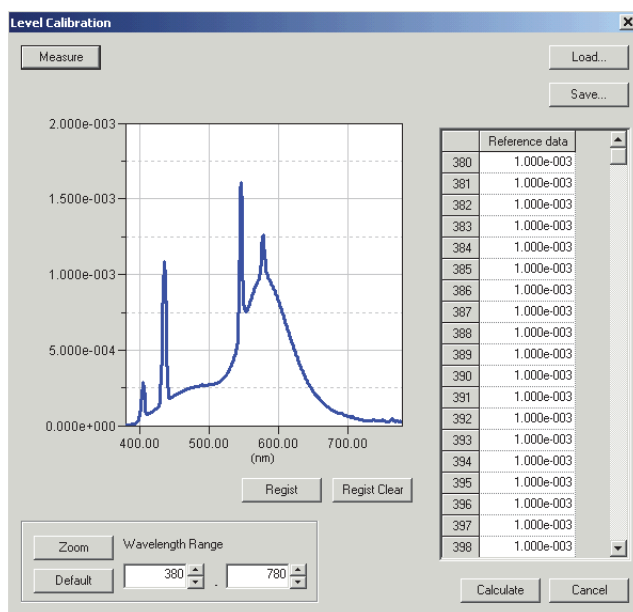 Level Calibration
Measure
Load...
Save...
2.000e-003
1.500e-003
1.000e-003
5.000e-004
0.000e+000
400.00 500.00 600.00 700.00
(nm)
Regist Regist Clear
Zoom
Default
Wavelength Range
380 . 780
Reference data
380 1.000e-003
381 1.000e-003
382 1.000e-003
383 1.000e-003
384 1.000e-003
385 1.000e-003
386 1.000e-003
387 1.000e-003
388 1.000e-003
389 1.000e-003
390 1.000e-003
391 1.000e-003
392 1.000e-003
393 1.000e-003
394 1.000e-003
395 1.000e-003
396 1.000e-003
397 1.000e-003
398 1.000e-003
Calculate Cancel